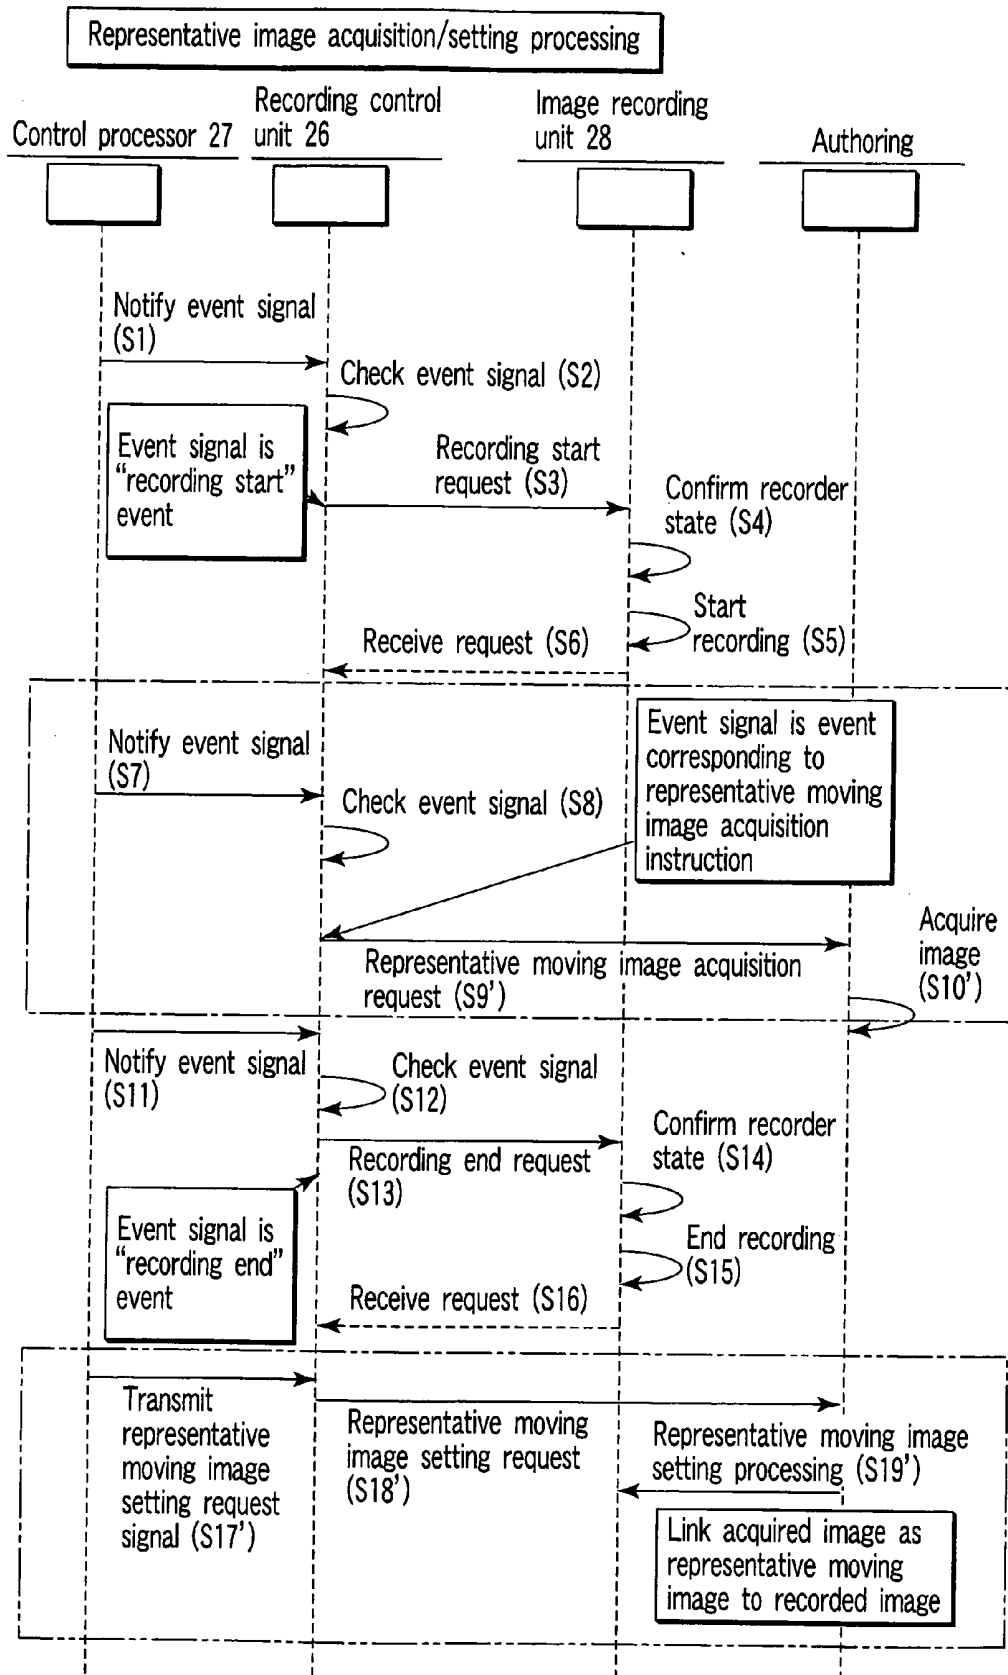 Representative image acquisition/setting processing
Control processor 27
Recording control
unit 26
Image recording
unit 28
Authoring
Notify event signal
(S1)
Check event signal (S2)
Event signal is
“recording start”
event
Recording start
request (S3)
Confirm recorder
state (S4)
Start
recording (S5)
Receive request (S6)
Event signal is event
corresponding to
representative moving
image acquisition
instruction
Notify event signal
(S7)
Check event signal (S8)
Acquire
image
(S10')
Representative moving image acquisition
request (S9')
Notify event signal
(S11)
Check event signal
(S12)
Confirm recorder
state (S14)
Recording end request
(S13)
Event signal is
“recording end”
event
End recording
(S15)
Receive request (S16)
Transmit
representative
moving image
setting request
signal (S17')
Representative moving
image setting request
(S18')
Representative moving image
setting processing (S19')
Link acquired image as
representative moving
image to recorded image